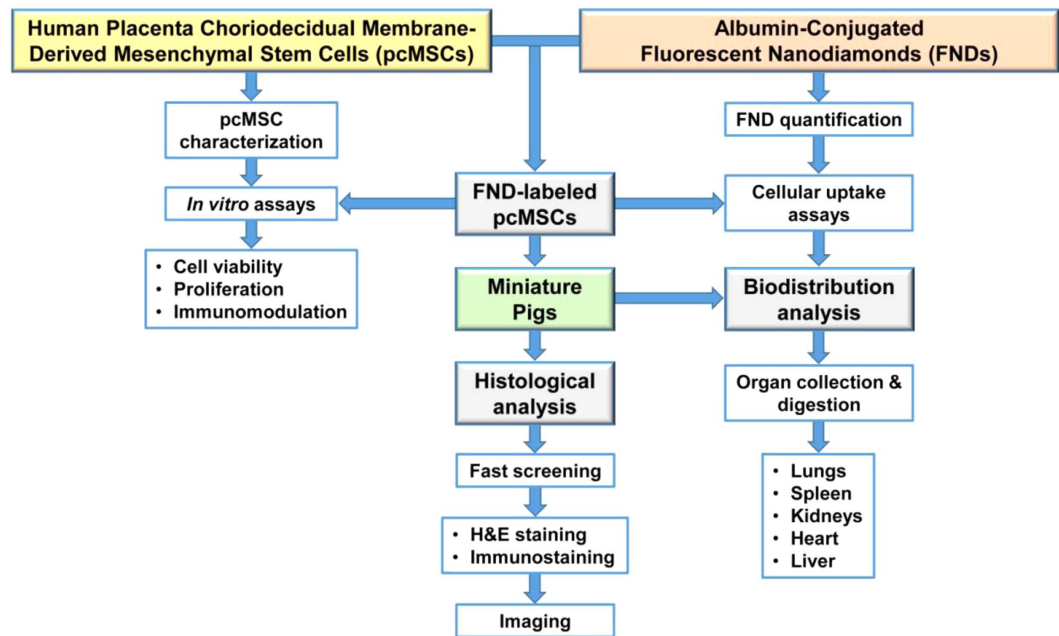 Human Placenta Choriodecidual Membrane-
Derived Mesenchymal Stem Cells (pcMSCs)
Albumin-Conjugated
Fluorescent Nanodiamonds (FNDs)
pcMSC
characterization
FND quantification
In vitro assays
FND-labeled
pcMSCs
Cellular uptake
assays
• Cell viability
• Proliferation
• Immunomodulation
Miniature
Pigs
Biodistribution
analysis
Histological
analysis
Organ collection &
digestion
Fast screening
• H&E staining
• Immunostaining
Imaging
• Lungs
• Spleen
• Kidneys
• Heart
• Liver